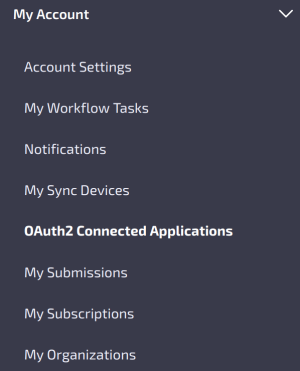 My Account
Account Settings
My Workflow Tasks
Notifications
My Sync Devices
OAuth2 Connected Applications
My Submissions
My Subscriptions
My Organizations